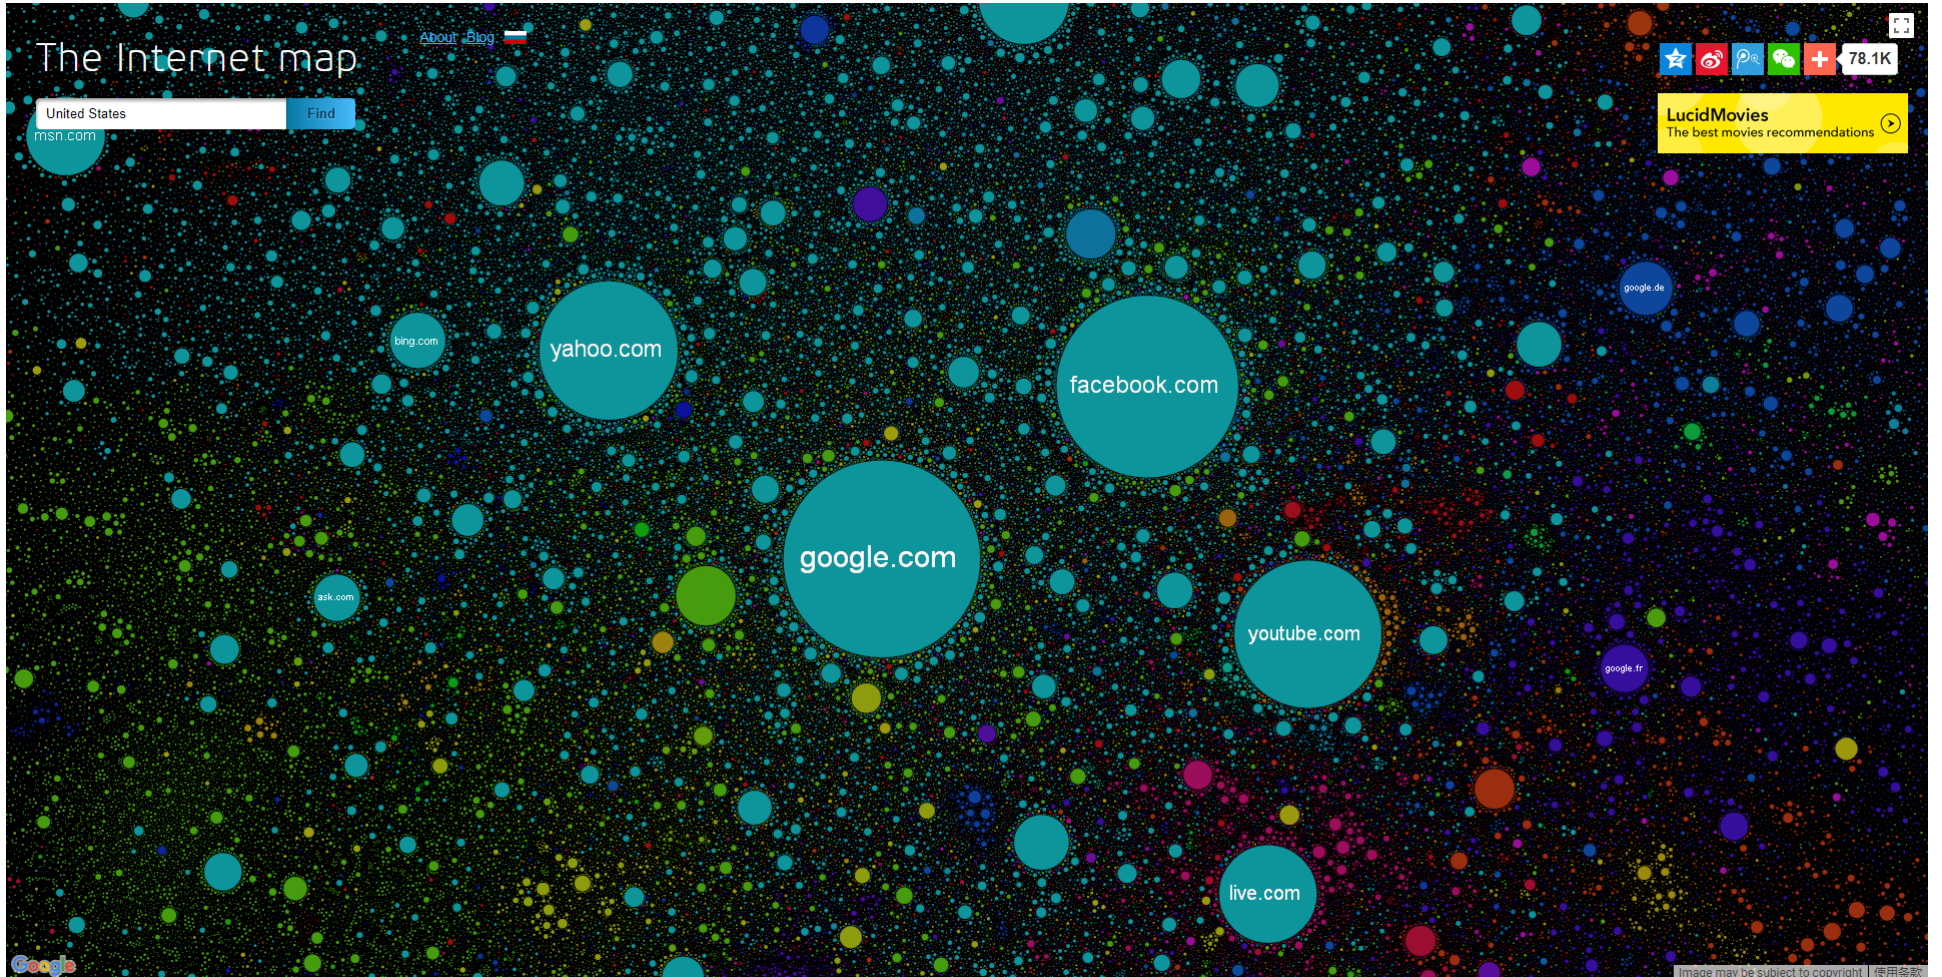 The Internet map
About Blog
United States
Find
78.1K
LucidMovies
The best movies recommendations
msn.com
google.de
bing.com
yahoo.com
facebook.com
google.com
ask.com
youtube.com
google.fr
live.com
Google
Image may be subject to copyright
使用条款